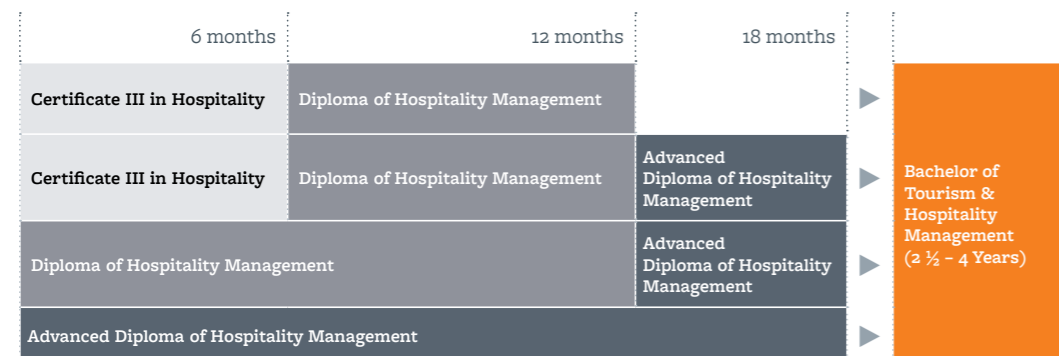 6 months
12 months
18 months
Certificate III in Hospitality
Diploma of Hospitality Management
Certificate III in Hospitality
Diploma of Hospitality Management
Advanced
Diploma of Hospitality
Management
Diploma of Hospitality Management
Advanced
Diploma of Hospitality
Management
Advanced Diploma of Hospitality Management
Bachelor of
Tourism &
Hospitality
Management
(2 ½ – 4 Years)